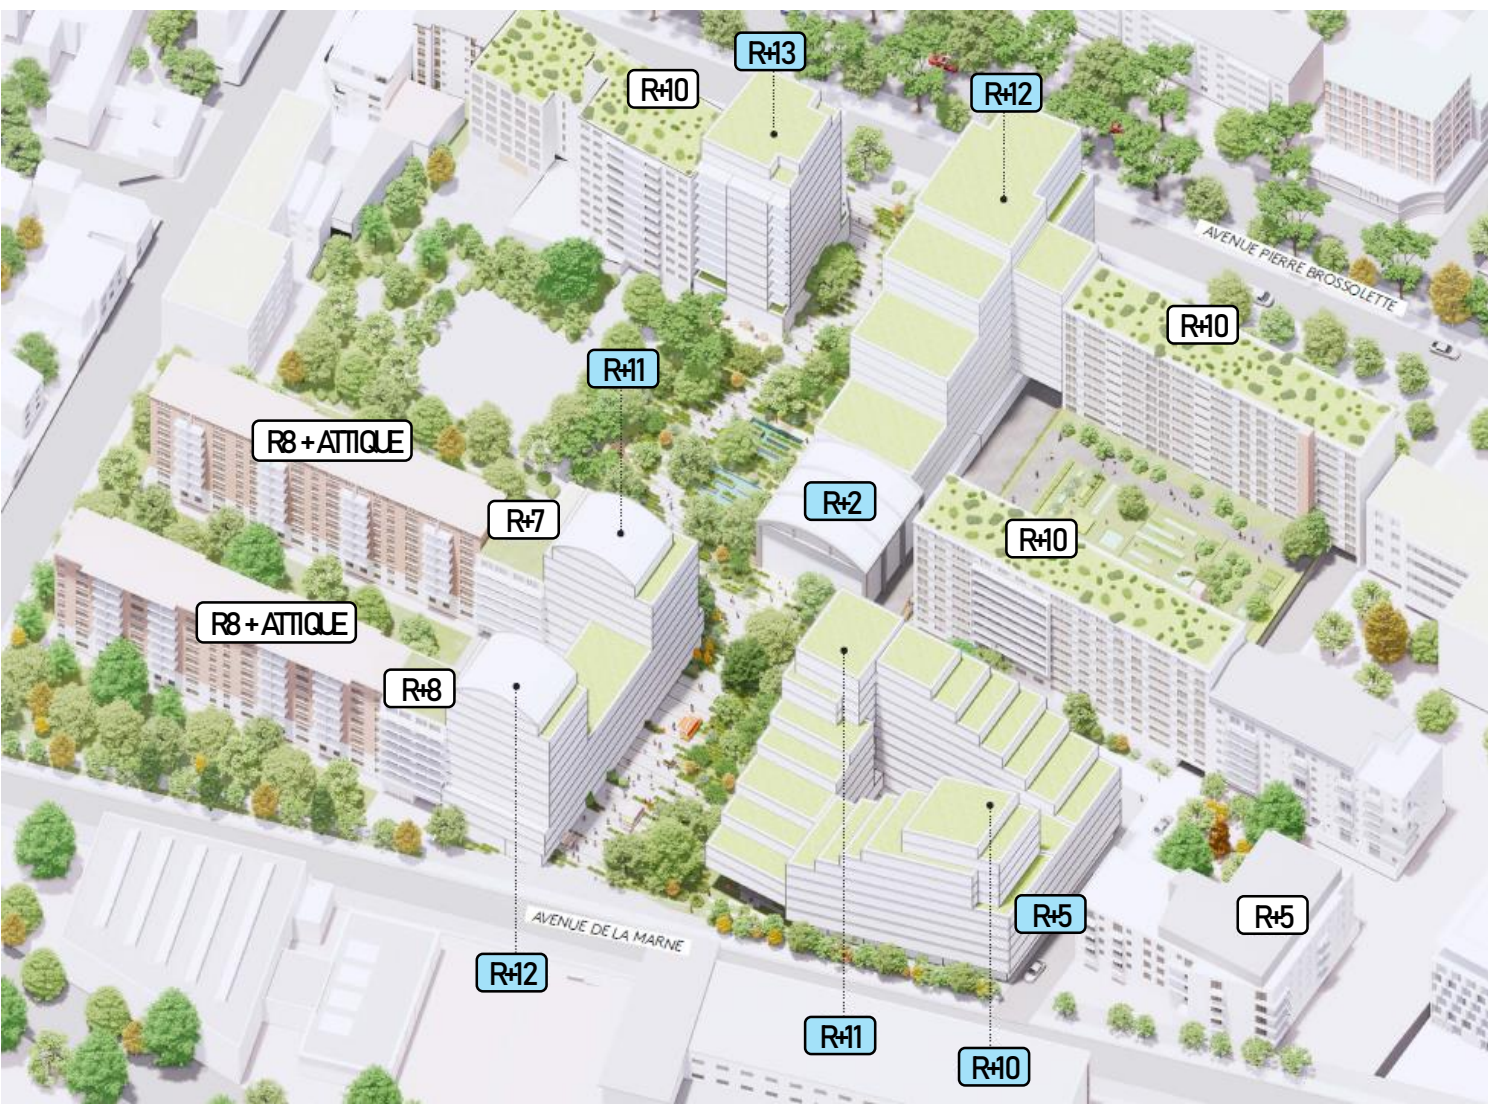 R+13
R+10
R+12
AVENUE PIERRE BROSSOLETTE
R+10
R+11
R8 + ATTIQUE
R+7
R+2
R+10
R8 + ATTIQUE
R+8
R+5
R+5
AVENUE DE LA MARNE
R+12
R+11
R+10